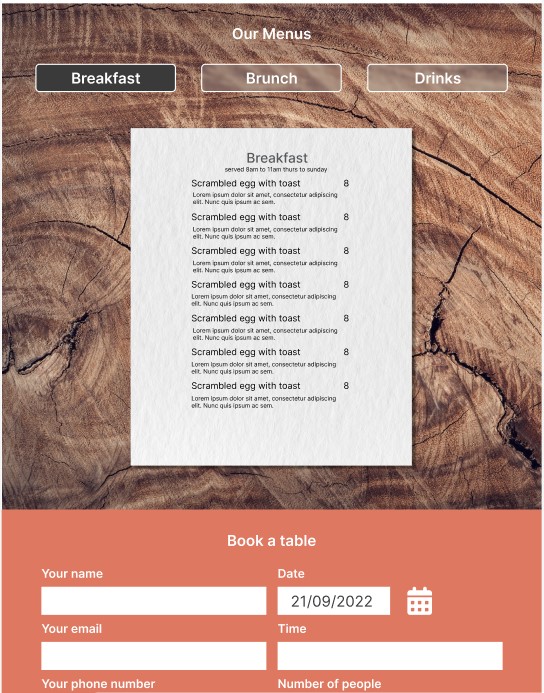 Our Menus
Breakfast
Brunch
Drinks
Breakfast
served 8am to 11am thurs to sunday
Scrambled egg with toast 8
Lorem ipsum dolor sit amet, consectetur adipiscing
elit. Nunc quis ipsum ac sem.
Scrambled egg with toast 8
Lorem ipsum dolor sit amet, consectetur adipiscing
elit. Nunc quis ipsum ac sem.
Scrambled egg with toast 8
Lorem ipsum dolor sit amet, consectetur adipiscing
elit. Nunc quis ipsum ac sem.
Scrambled egg with toast 8
Lorem ipsum dolor sit amet, consectetur adipiscing
elit. Nunc quis ipsum ac sem.
Scrambled egg with toast 8
Lorem ipsum dolor sit amet, consectetur adipiscing
elit. Nunc quis ipsum ac sem.
Scrambled egg with toast 8
Lorem ipsum dolor sit amet, consectetur adipiscing
elit. Nunc quis ipsum ac sem.
Scrambled egg with toast 8
Lorem ipsum dolor sit amet, consectetur adipiscing
elit. Nunc quis ipsum ac sem.
Book a table
Your name
Date
21/09/2022
Your email
Time
Your phone number
Number of people